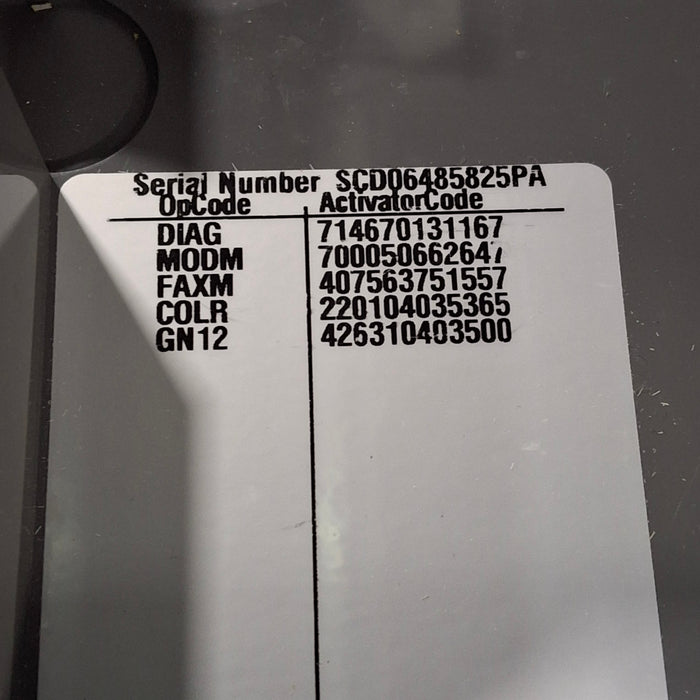 Serial Number SCD06485825PA
OpCode ActivatorCode
DIAG 714670131167
MODM 700050662647
FAXM 407563751557
COLR 220104035365
GN12 426310403500